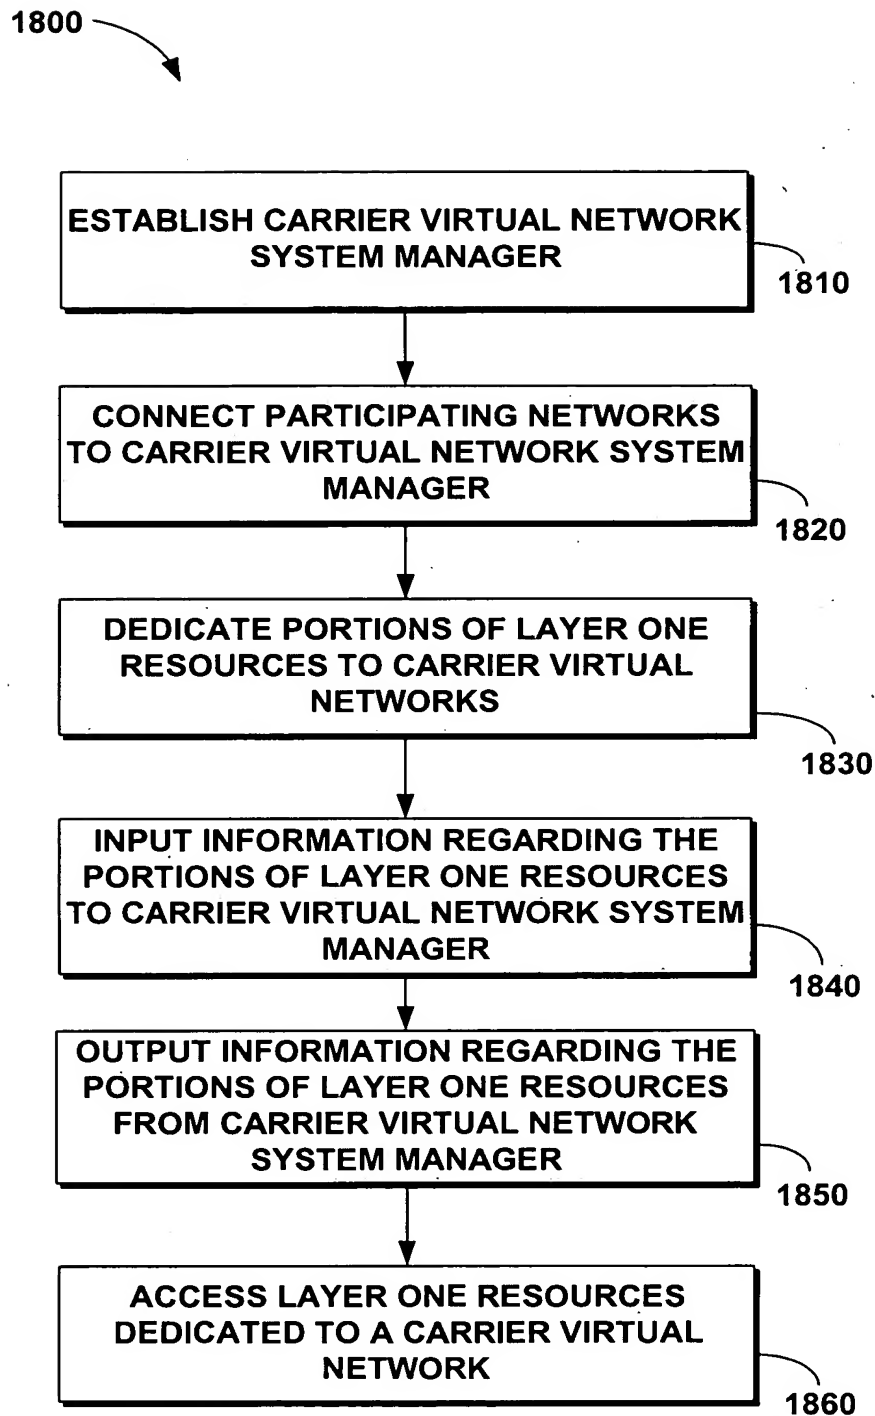 1800
ESTABLISH CARRIER VIRTUAL NETWORK
SYSTEM MANAGER
1810
CONNECT PARTICIPATING NETWORKS
TO CARRIER VIRTUAL NETWORK SYSTEM
MANAGER
1820
DEDICATE PORTIONS OF LAYER ONE
RESOURCES TO CARRIER VIRTUAL
NETWORKS
1830
INPUT INFORMATION REGARDING THE
PORTIONS OF LAYER ONE RESOURCES
TO CARRIER VIRTUAL NETWORK SYSTEM
MANAGER
1840
OUTPUT INFORMATION REGARDING THE
PORTIONS OF LAYER ONE RESOURCES
FROM CARRIER VIRTUAL NETWORK
SYSTEM MANAGER
1850
ACCESS LAYER ONE RESOURCES
DEDICATED TO A CARRIER VIRTUAL
NETWORK
1860